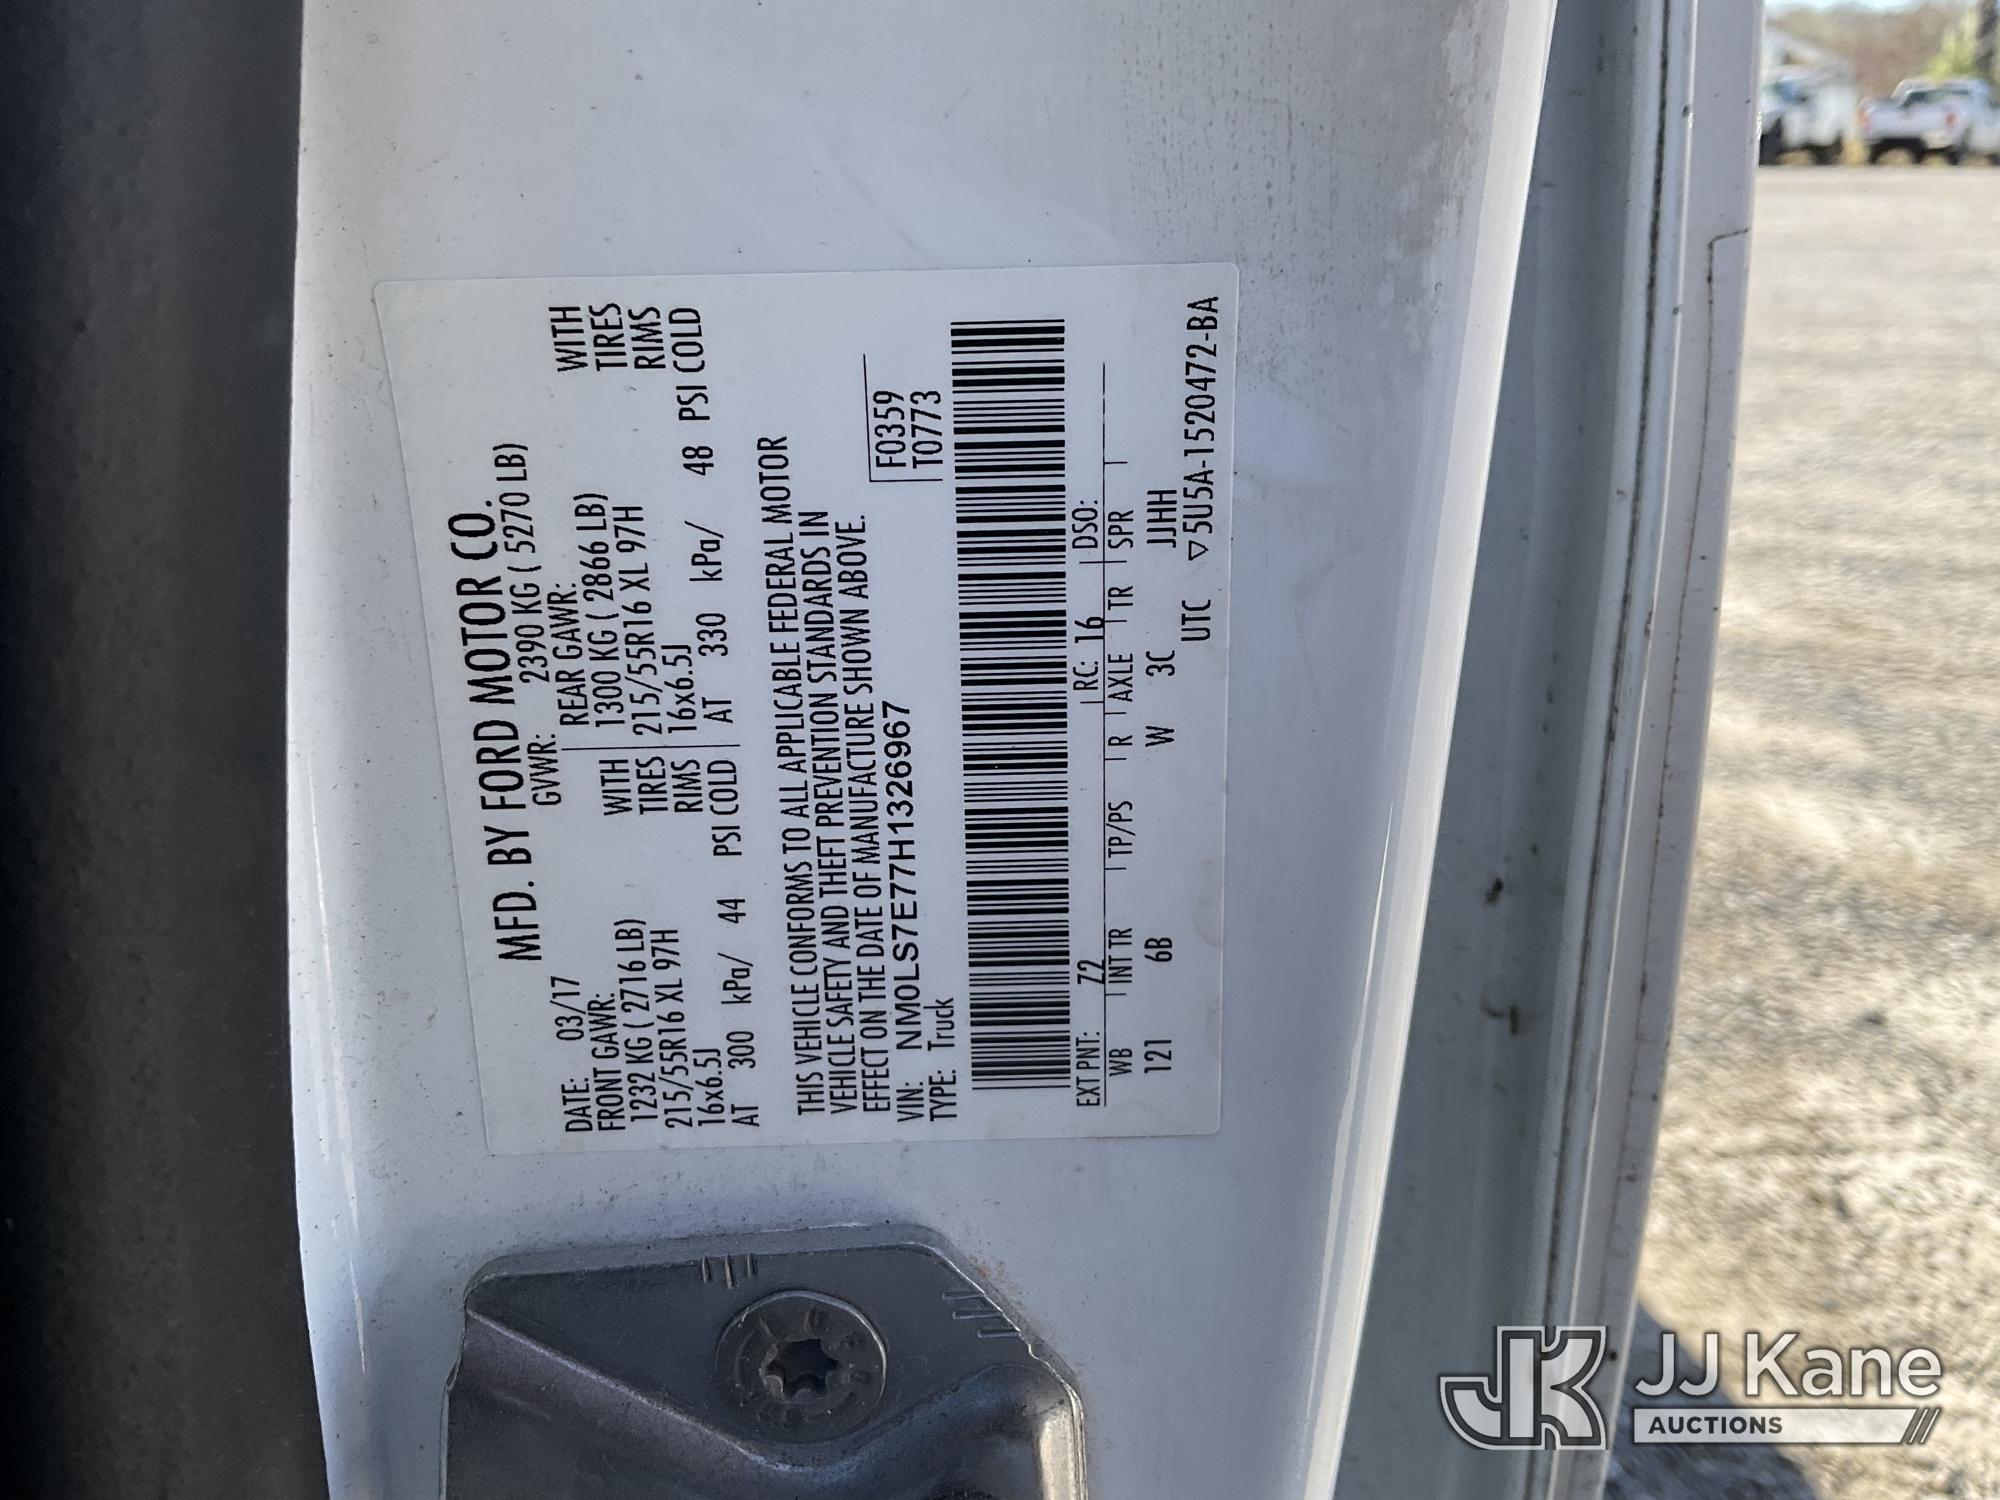 MFD. BY FORD MOTOR CO.
DATE: 03/17 GVWR: 2390 KG ( 5270 LB)
FRONT GAWR: REAR GAWR:
1232 KG ( 2716 LB) WITH 1300 KG ( 2866 LB) WITH
215/55R16 XL 97H TIRES 215/55R16 XL 97H TIRES
16x6.5J RIMS 16x6.5J RIMS
AT 300 kPa/ 44 PSI COLD AT 330 kPa/ 48 PSI COLD
THIS VEHICLE CONFORMS TO ALL APPLICABLE FEDERAL MOTOR
VEHICLE SAFETY AND THEFT PREVENTION STANDARDS IN
EFFECT ON THE DATE OF MANUFACTURE SHOWN ABOVE.
VIN: NM0LS7E77H1326967 F0359
TYPE: Truck T0773
EXT PNT: Z2 RC: 16 DSO:
WB INT TR TP/PS R AXLE TR SPR
121 6B W 3C JJHH
UTC ▽5U5A-1520472-BA
JK JJ Kane
AUCTIONS